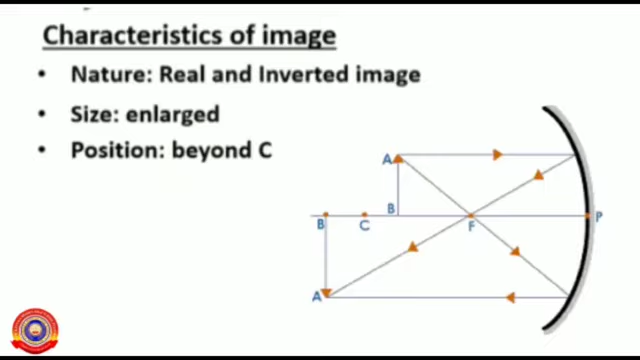 Characteristics of image
• Nature: Real and Inverted image
• Size: enlarged
• Position: beyond C
A
B
B
C
F
P
A